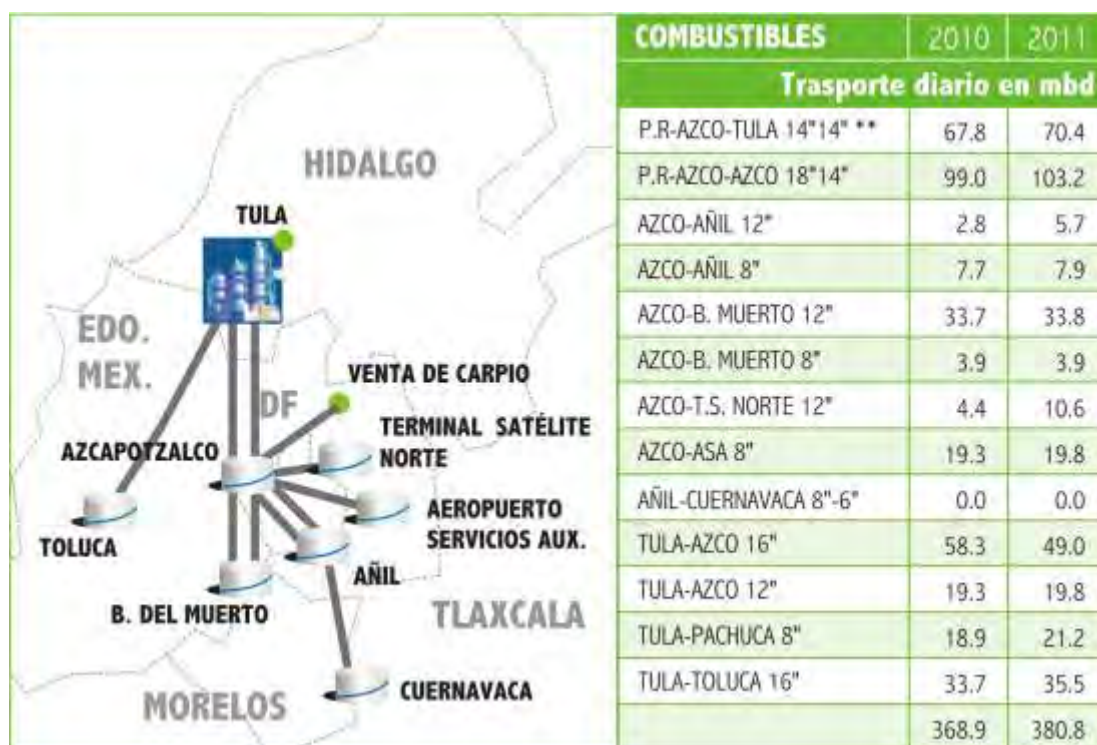 HIDALGO
TULA
EDO.
MEX.
VENTA DE CARPIO
DF
TERMINAL SATÉLITE
NORTE
AZCAPOTZALCO
AEROPUERTO
SERVICIOS AUX.
TOLUCA
AÑIL
B. DEL MUERTO
TLAXCALA
CUERNAVACA
MORELOS
COMBUSTIBLES 2010 2011
Trasporte diario en mbd
P.R-AZCO-TULA 14"14" ** 67.8 70.4
P.R-AZCO-AZCO 18"14" 99.0 103.2
AZCO-AÑIL 12" 2.8 5.7
AZCO-AÑIL 8" 7.7 7.9
AZCO-B. MUERTO 12" 33.7 33.8
AZCO-B. MUERTO 8" 3.9 3.9
AZCO-T.S. NORTE 12" 4.4 10.6
AZCO-ASA 8" 19.3 19.8
AÑIL-CUERNAVACA 8"-6" 0.0 0.0
TULA-AZCO 16" 58.3 49.0
TULA-AZCO 12" 19.3 19.8
TULA-PACHUCA 8" 18.9 21.2
TULA-TOLUCA 16" 33.7 35.5
368.9 380.8